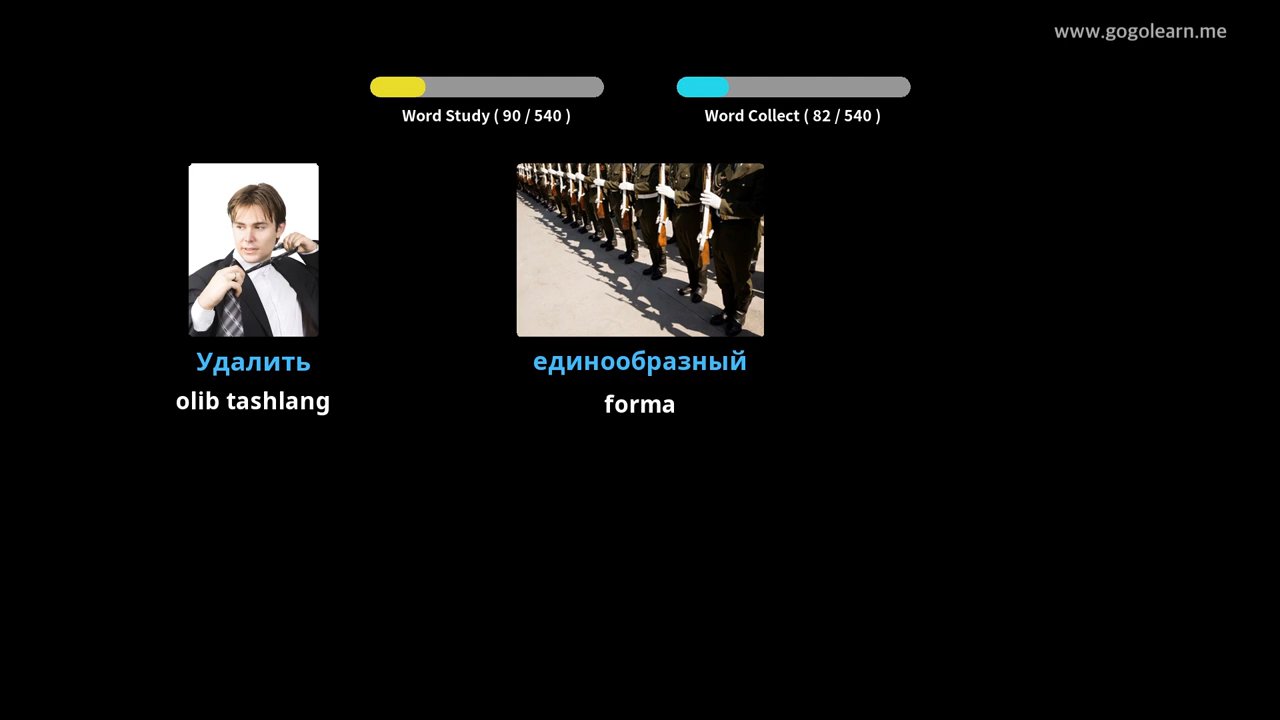 www.gogolearn.me
Word Study ( 90 / 540 )
Word Collect ( 82 / 540 )
Удалить
единообразный
olib tashlang
forma